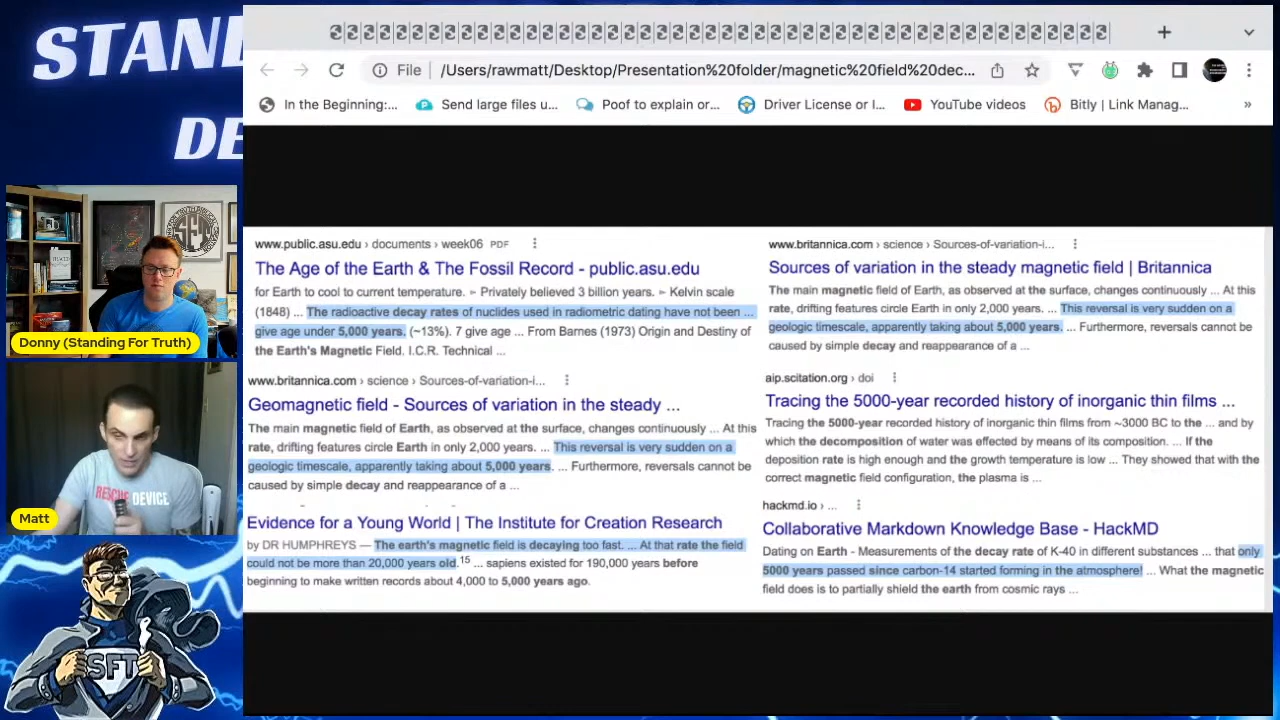 STAND
DE
File
/Users/rawmatt/Desktop/Presentation%20folder/magnetic%20field%20dec...
In the Beginning:...
Send large files u...
Poof to explain or...
Driver License or I...
YouTube videos
Bitly | Link Manag...
»
www.public.asu.edu › documents › week06 PDF
The Age of the Earth & The Fossil Record - public.asu.edu
for Earth to cool to current temperature. ➢ Privately believed 3 billion years. ➢ Kelvin scale
(1848) ... The radioactive decay rates of nuclides used in radiometric dating have not been ...
give age under 5,000 years. (~13%). 7 give age ... From Barnes (1973) Origin and Destiny of
the Earth's Magnetic Field. I.C.R. Technical ...
www.britannica.com › science › Sources-of-variation-i...
Geomagnetic field - Sources of variation in the steady ...
The main magnetic field of Earth, as observed at the surface, changes continuously ... At this
rate, drifting features circle Earth in only 2,000 years. ... This reversal is very sudden on a
geologic timescale, apparently taking about 5,000 years. ... Furthermore, reversals cannot be
caused by simple decay and reappearance of a ...
Evidence for a Young World | The Institute for Creation Research
by DR HUMPHREYS — The earth's magnetic field is decaying too fast. ... At that rate the field
could not be more than 20,000 years old.15 ... sapiens existed for 190,000 years before
beginning to make written records about 4,000 to 5,000 years ago.
www.britannica.com › science › Sources-of-variation-i...
Sources of variation in the steady magnetic field | Britannica
The main magnetic field of Earth, as observed at the surface, changes continuously ... At this
rate, drifting features circle Earth in only 2,000 years. ... This reversal is very sudden on a
geologic timescale, apparently taking about 5,000 years. ... Furthermore, reversals cannot be
caused by simple decay and reappearance of a ...
aip.scitation.org › doi
Tracing the 5000-year recorded history of inorganic thin films ...
Tracing the 5000-year recorded history of inorganic thin films from ~3000 BC to the ... and by
which the decomposition of water was effected by means of its composition. ... If the
deposition rate is high enough and the growth temperature is low ... They showed that with the
correct magnetic field configuration, the plasma is ...
hackmd.io › ...
Collaborative Markdown Knowledge Base - HackMD
Dating on Earth - Measurements of the decay rate of K-40 in different substances ... that only
5000 years passed since carbon-14 started forming in the atmosphere! ... What the magnetic
field does is to partially shield the earth from cosmic rays ...
SFT
Donny (Standing For Truth)
RESCUE DEVICE
Matt
SFT